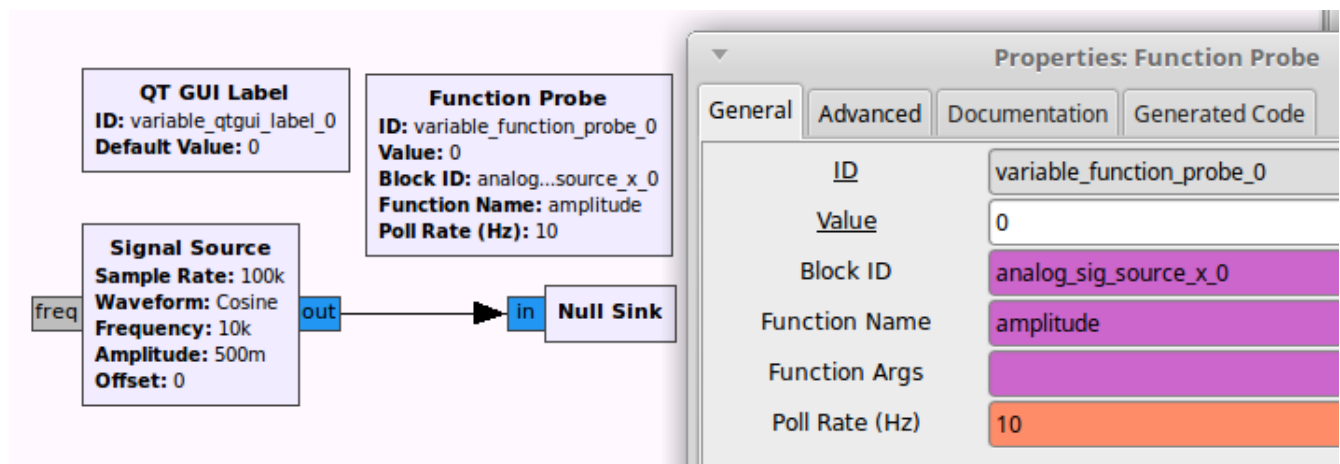 QT GUI Label
ID: variable_qtgui_label_0
Default Value: 0
Function Probe
ID: variable_function_probe_0
Value: 0
Block ID: analog...source_x_0
Function Name: amplitude
Poll Rate (Hz): 10
Signal Source
Sample Rate: 100k
Waveform: Cosine
Frequency: 10k
Amplitude: 500m
Offset: 0
freq
out
in
Null Sink
Properties: Function Probe
General Advanced Documentation Generated Code
ID variable_function_probe_0
Value 0
Block ID analog_sig_source_x_0
Function Name amplitude
Function Args
Poll Rate (Hz) 10